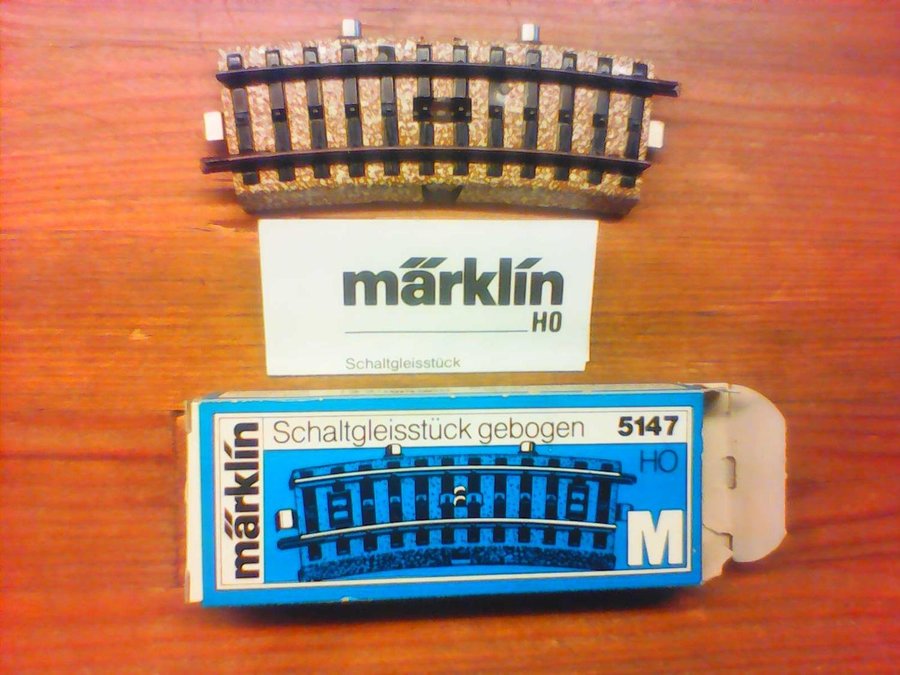 märklin
HO
Schaltgleisstück
märklin
Schaltgleisstück gebogen
5147
HO
M